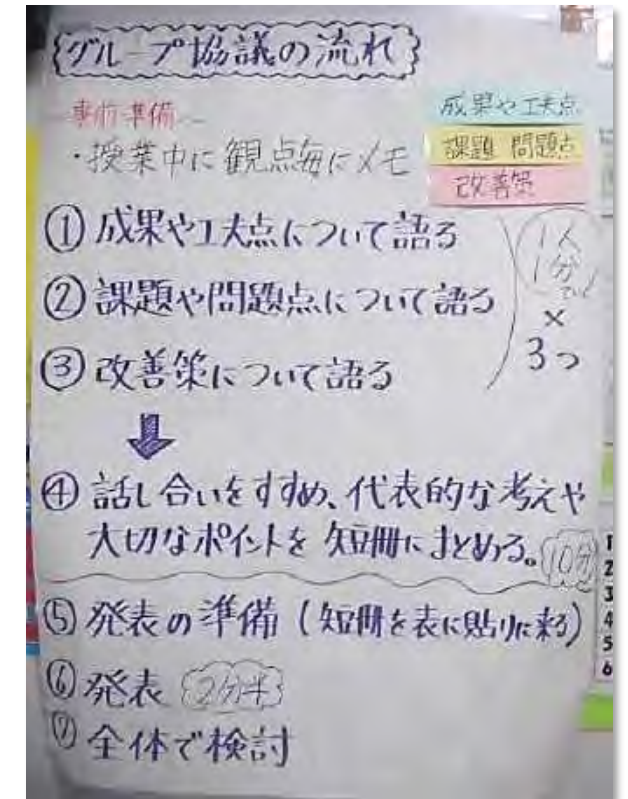 グループ協議の流れ
事前準備
・授業中に観点毎にメモ
成果や工夫点
課題 問題点
改善策
① 成果や工夫点について語る
② 課題や問題点について語る
③ 改善策について語る
1人
1分
で
×
3つ
④ 話し合いをすすめ、代表的な考えや
大切なポイントを短冊にまとめる。
10分
⑤ 発表の準備(短冊を表に貼りに来る)
⑥ 発表 2分半
⑦ 全体で検討
1
2
3
4
5
6